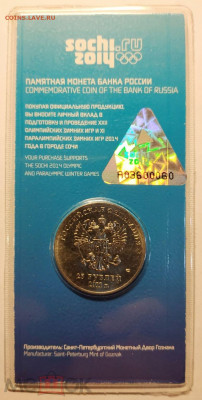 coins.su
sochi.ru
2014
ПАМЯТНАЯ МОНЕТА БАНКА РОССИИ
COMMEMORATIVE COIN OF THE BANK OF RUSSIA
ПОКУПАЯ ОФИЦИАЛЬНУЮ ПРОДУКЦИЮ,
ВЫ ВНОСИТЕ ЛИЧНЫЙ ВКЛАД В
ПОДГОТОВКУ И ПРОВЕДЕНИЕ XXII
ОЛИМПИЙСКИХ ЗИМНИХ ИГР И XI
ПАРАЛИМПИЙСКИХ ЗИМНИХ ИГР 2014
ГОДА В ГОРОДЕ СОЧИ
YOUR PURCHASE SUPPORTS
THE SOCHI 2014 OLYMPIC
AND PARALYMPIC WINTER GAMES
25 РУБЛЕЙ
Производитель: Санкт-Петербургский Монетный Двор Гознака
Manufacturer: Saint-Petersburg Mint of Goznak